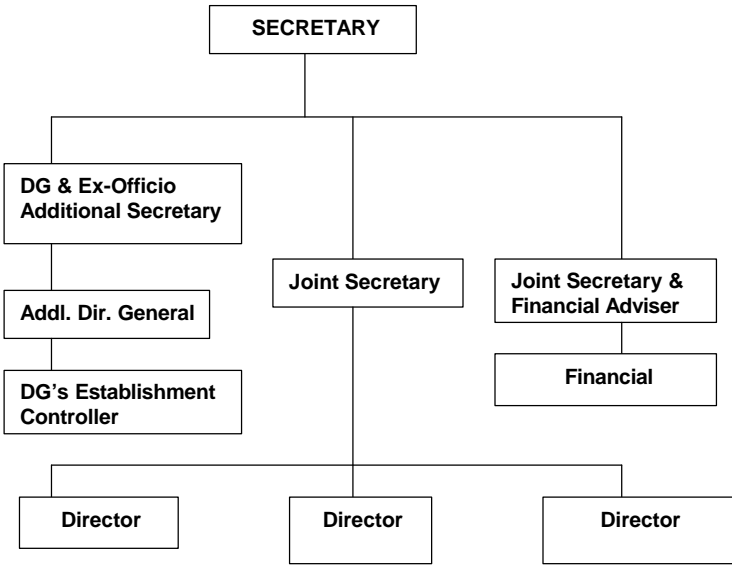 SECRETARY
DG & Ex-Officio
Additional Secretary
Joint Secretary
Joint Secretary &
Financial Adviser
Addl. Dir. General
Financial
DG’s Establishment
Controller
Director
Director
Director